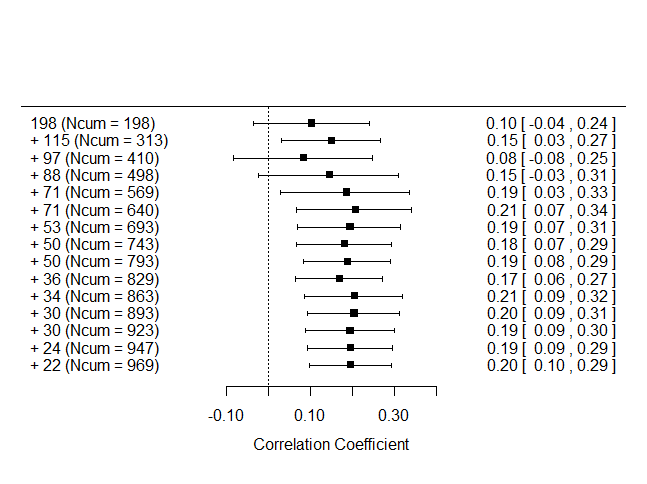 198 (Ncum = 198) 0.10 [ -0.04 , 0.24 ]
+ 115 (Ncum = 313) 0.15 [ 0.03 , 0.27 ]
+ 97 (Ncum = 410) 0.08 [ -0.08 , 0.25 ]
+ 88 (Ncum = 498) 0.15 [ -0.03 , 0.31 ]
+ 71 (Ncum = 569) 0.19 [ 0.03 , 0.33 ]
+ 71 (Ncum = 640) 0.21 [ 0.07 , 0.34 ]
+ 53 (Ncum = 693) 0.19 [ 0.07 , 0.31 ]
+ 50 (Ncum = 743) 0.18 [ 0.07 , 0.29 ]
+ 50 (Ncum = 793) 0.19 [ 0.08 , 0.29 ]
+ 36 (Ncum = 829) 0.17 [ 0.06 , 0.27 ]
+ 34 (Ncum = 863) 0.21 [ 0.09 , 0.32 ]
+ 30 (Ncum = 893) 0.20 [ 0.09 , 0.31 ]
+ 30 (Ncum = 923) 0.19 [ 0.09 , 0.30 ]
+ 24 (Ncum = 947) 0.19 [ 0.09 , 0.29 ]
+ 22 (Ncum = 969) 0.20 [ 0.10 , 0.29 ]
-0.10 0.10 0.30
Correlation Coefficient